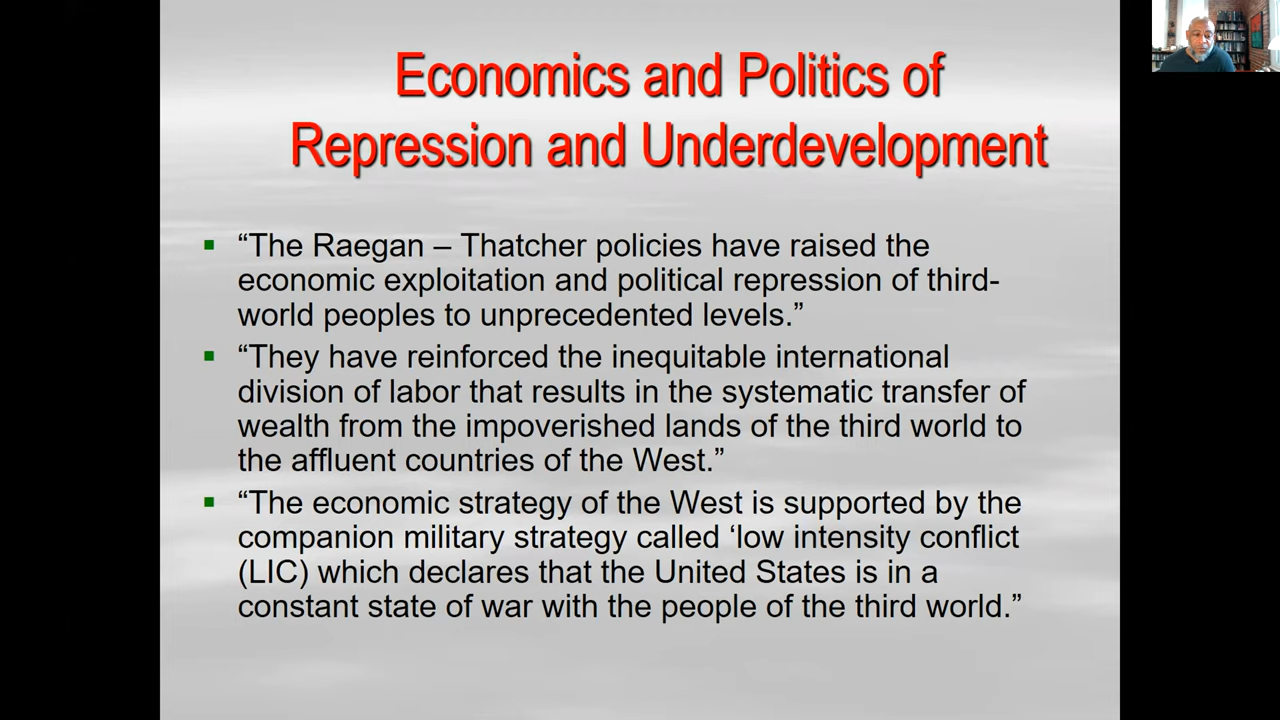 Economics and Politics of
Repression and Underdevelopment
“The Raegan – Thatcher policies have raised the
economic exploitation and political repression of third-
world peoples to unprecedented levels.”
“They have reinforced the inequitable international
division of labor that results in the systematic transfer of
wealth from the impoverished lands of the third world to
the affluent countries of the West.”
“The economic strategy of the West is supported by the
companion military strategy called ‘low intensity conflict
(LIC) which declares that the United States is in a
constant state of war with the people of the third world.”